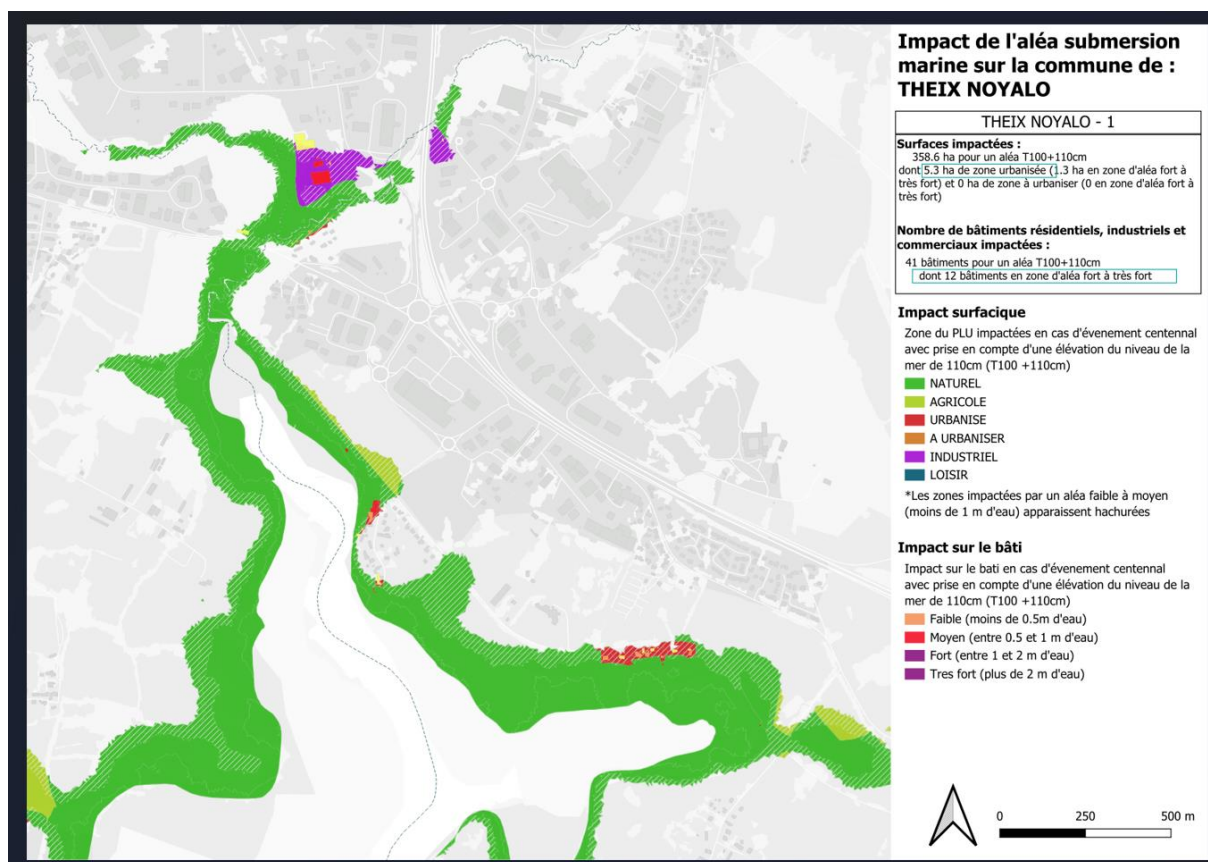 Impact de l'aléa submersion
marine sur la commune de :
THEIX NOYALO
THEIX NOYALO - 1
Surfaces impactées :
358.6 ha pour un aléa T100+110cm
dont 5.3 ha de zone urbanisée (1.3 ha en zone d'aléa fort à
très fort) et 0 ha de zone à urbaniser (0 en zone d'aléa fort à
très fort)
Nombre de bâtiments résidentiels, industriels et
commerciaux impactées :
41 bâtiments pour un aléa T100+110cm
dont 12 bâtiments en zone d'aléa fort à très fort
Impact surfacique
Zone du PLU impactées en cas d'évenement centennal
avec prise en compte d'une élévation du niveau de la
mer de 110cm (T100 +110cm)
NATUREL
AGRICOLE
URBANISE
A URBANISER
INDUSTRIEL
LOISIR
*Les zones impactées par un aléa faible à moyen
(moins de 1 m d'eau) apparaissent hachurées
Impact sur le bâti
Impact sur le bati en cas d'évenement centennal
avec prise en compte d'une élévation du niveau de la
mer de 110cm (T100 +110cm)
Faible (moins de 0.5m d'eau)
Moyen (entre 0.5 et 1 m d'eau)
Fort (entre 1 et 2 m d'eau)
Tres fort (plus de 2 m d'eau)
0 250 500 m